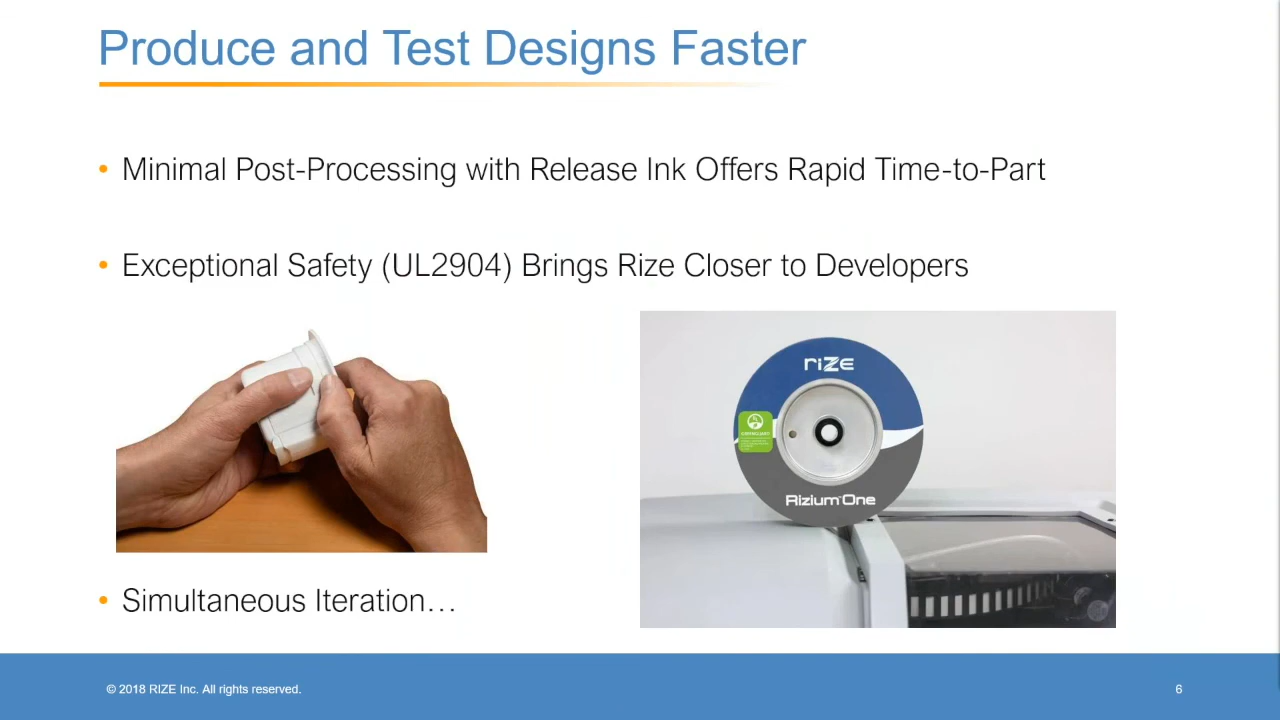 Produce and Test Designs Faster
• Minimal Post-Processing with Release Ink Offers Rapid Time-to-Part
• Exceptional Safety (UL2904) Brings Rize Closer to Developers
rize
Rizium One
• Simultaneous Iteration…
© 2018 RIZE Inc. All rights reserved.
6